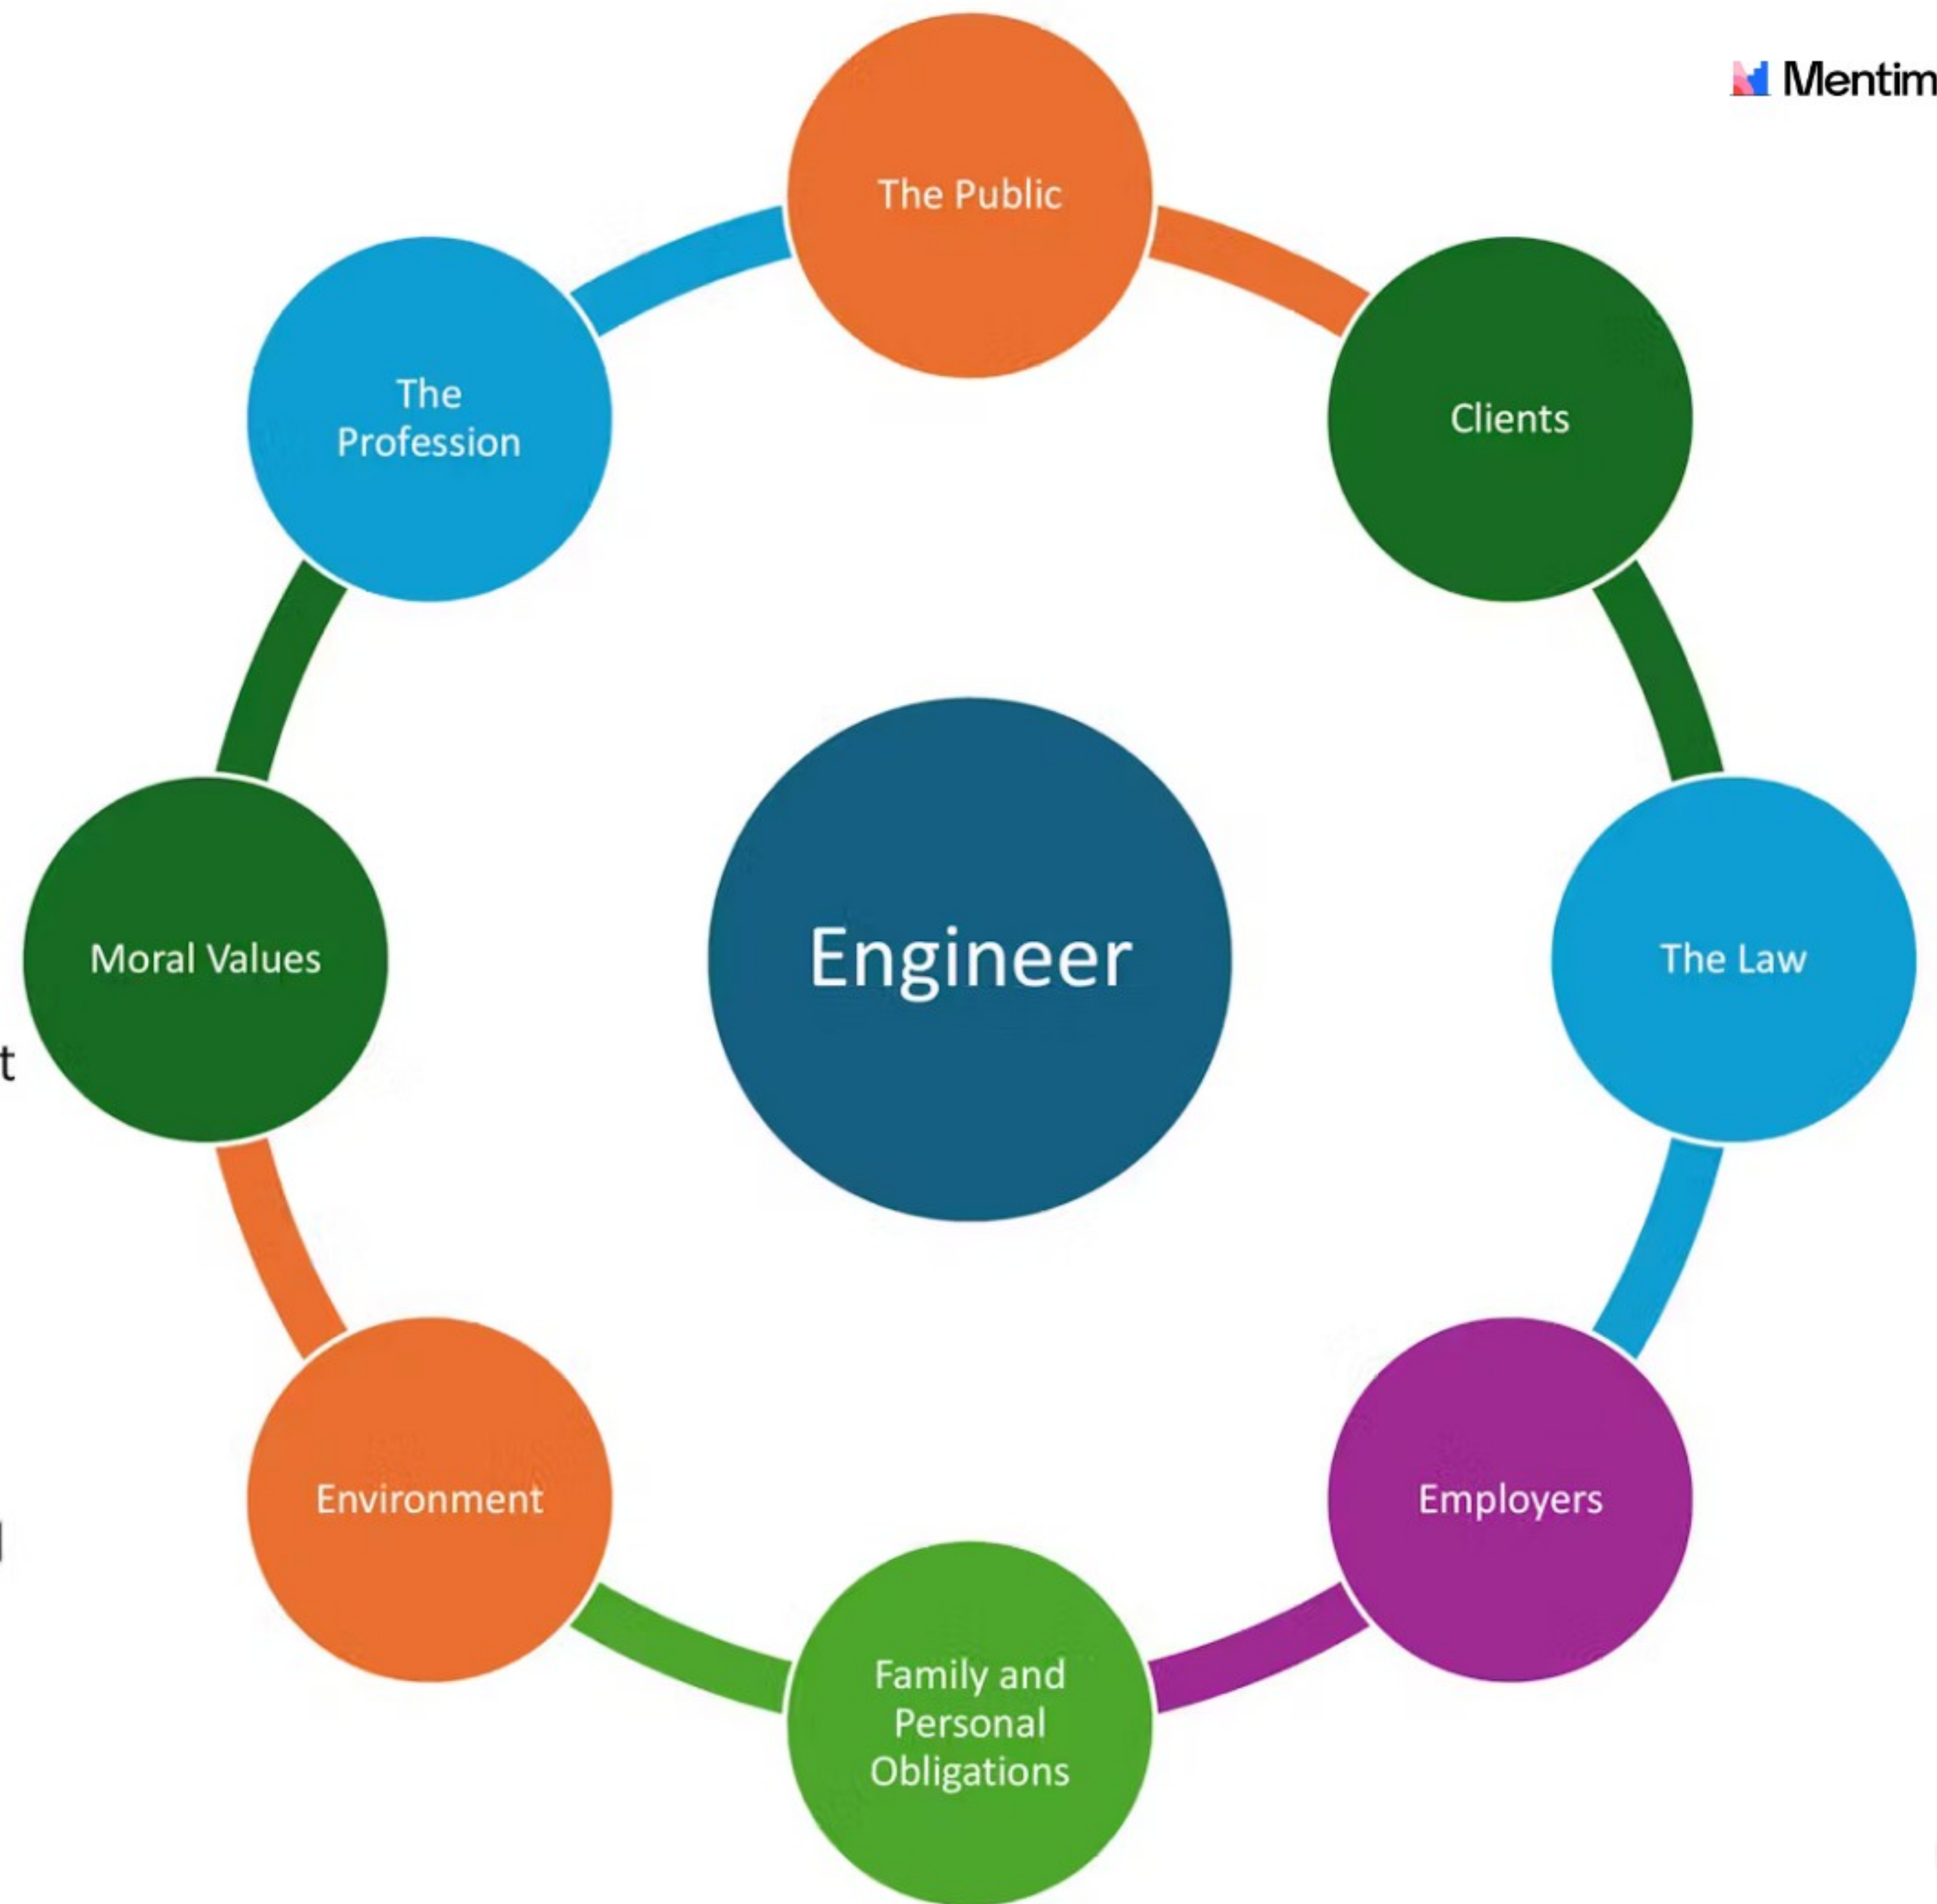 Mentim
The Public
The
Profession
Clients
Moral Values
Engineer
The Law
t
Environment
Employers
Family and
Personal
Obligations